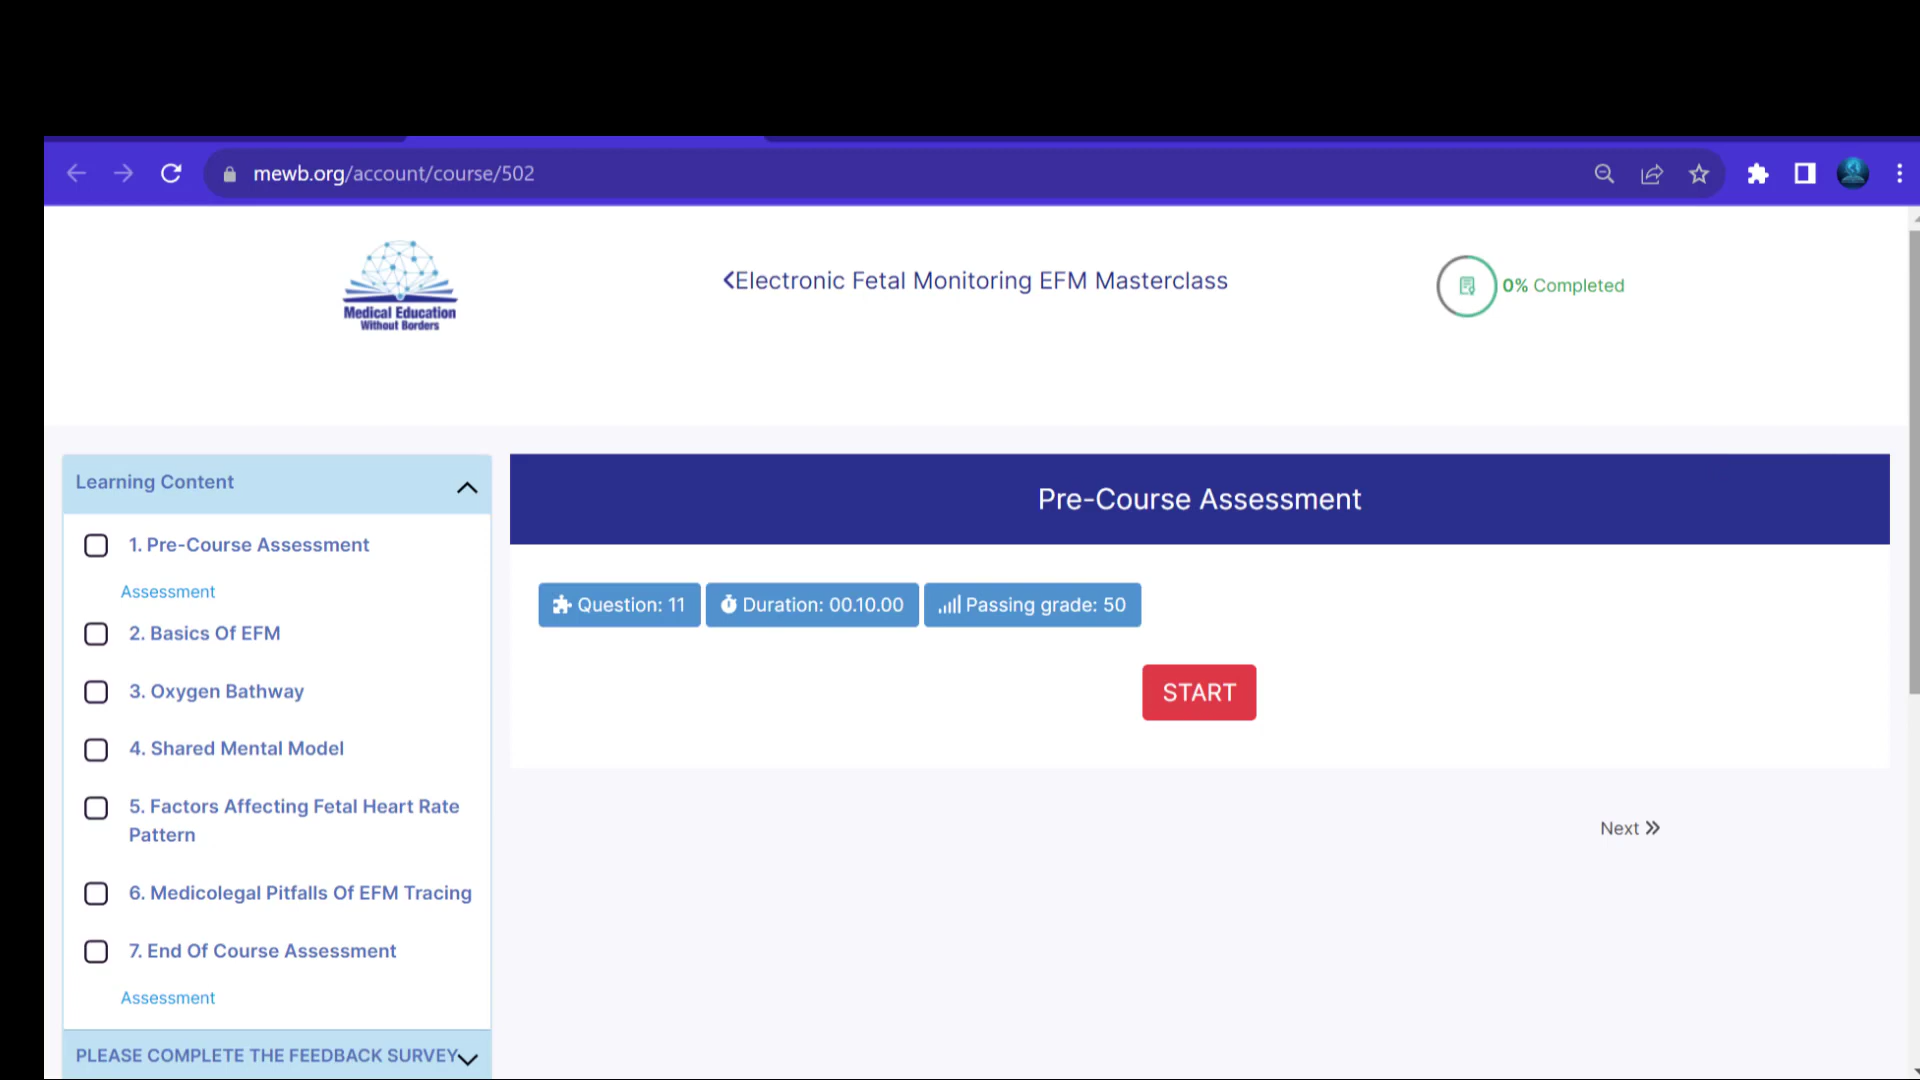 mewb.org/account/course/502
Medical Education
Without Borders
Electronic Fetal Monitoring EFM Masterclass
0% Completed
Learning Content
1. Pre-Course Assessment
Assessment
2. Basics Of EFM
3. Oxygen Bathway
4. Shared Mental Model
5. Factors Affecting Fetal Heart Rate
Pattern
6. Medicolegal Pitfalls Of EFM Tracing
7. End Of Course Assessment
Assessment
PLEASE COMPLETE THE FEEDBACK SURVEY
Pre-Course Assessment
Question: 11
Duration: 00.10.00
Passing grade: 50
START
Next